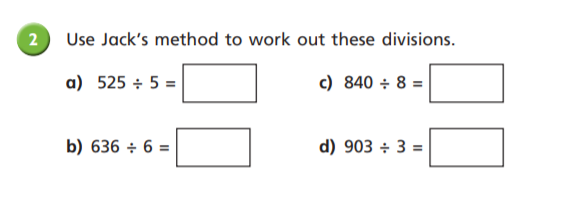 2 Use Jack's method to work out these divisions.
a) 525 ÷ 5 =
c) 840 ÷ 8 =
b) 636 ÷ 6 =
d) 903 ÷ 3 =